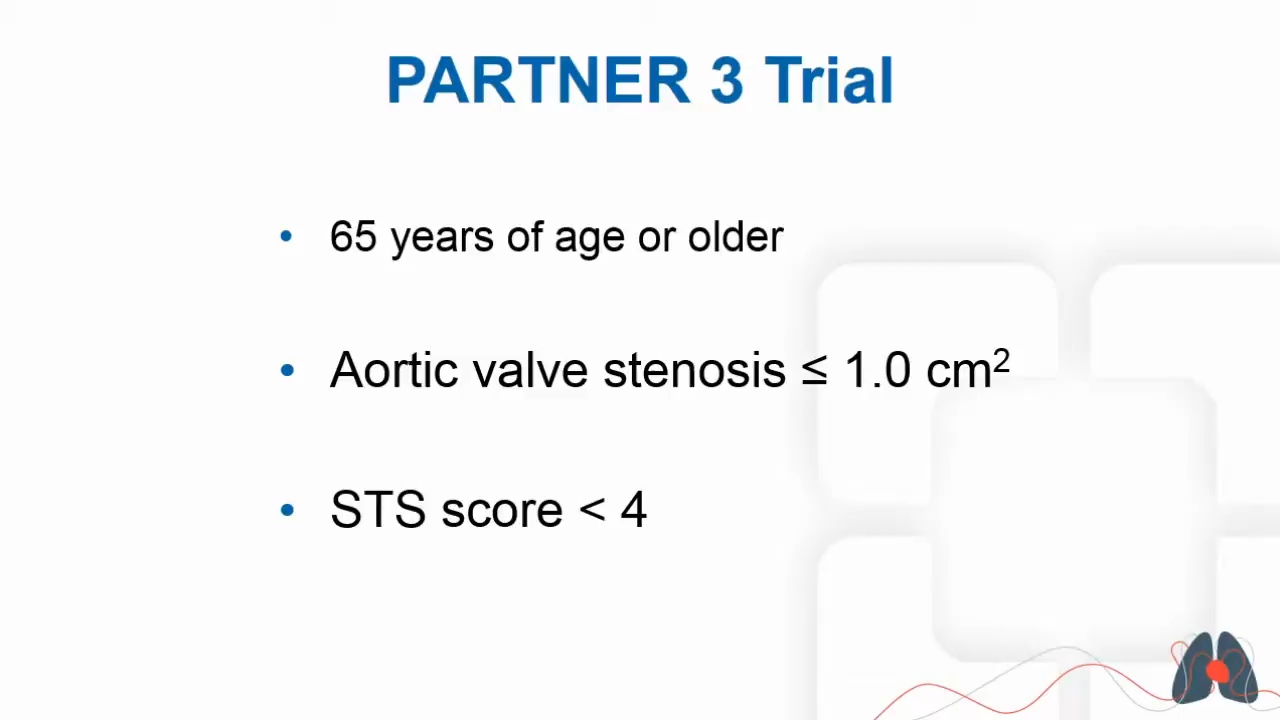 PARTNER 3 Trial
• 65 years of age or older
• Aortic valve stenosis ≤ 1.0 cm²
• STS score < 4